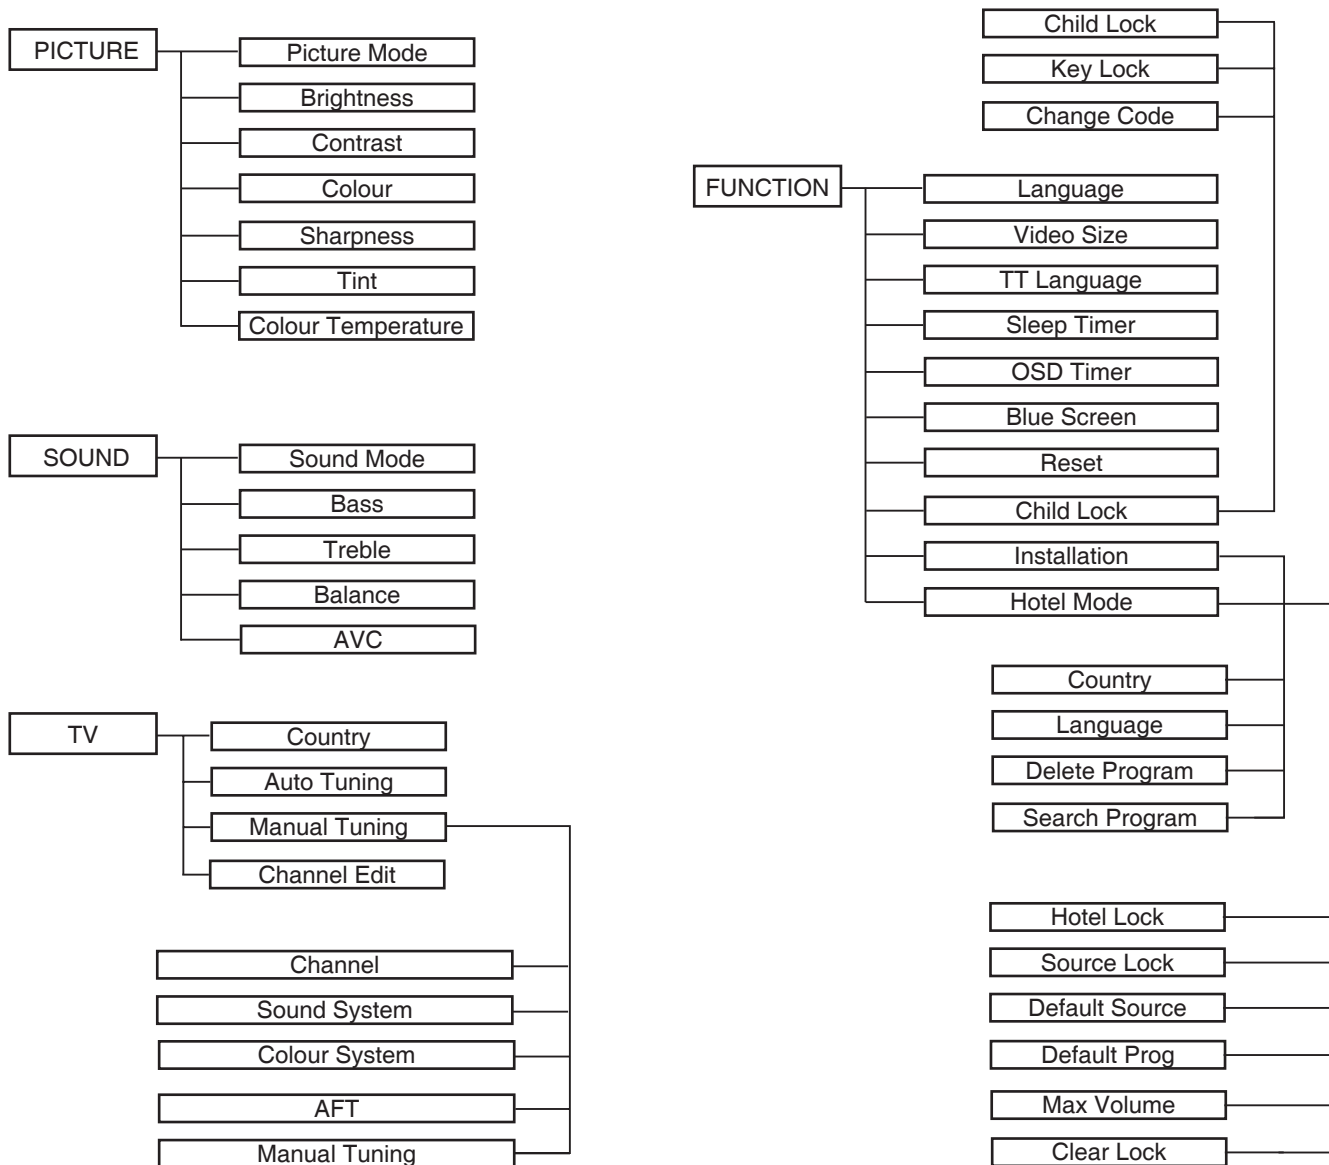 PICTURE
Picture Mode
Brightness
Contrast
Colour
Sharpness
Tint
Colour Temperature
SOUND
Sound Mode
Bass
Treble
Balance
AVC
TV
Country
Auto Tuning
Manual Tuning
Channel Edit
Channel
Sound System
Colour System
AFT
Manual Tuning
Child Lock
Key Lock
Change Code
FUNCTION
Language
Video Size
TT Language
Sleep Timer
OSD Timer
Blue Screen
Reset
Child Lock
Installation
Hotel Mode
Country
Language
Delete Program
Search Program
Hotel Lock
Source Lock
Default Source
Default Prog
Max Volume
Clear Lock